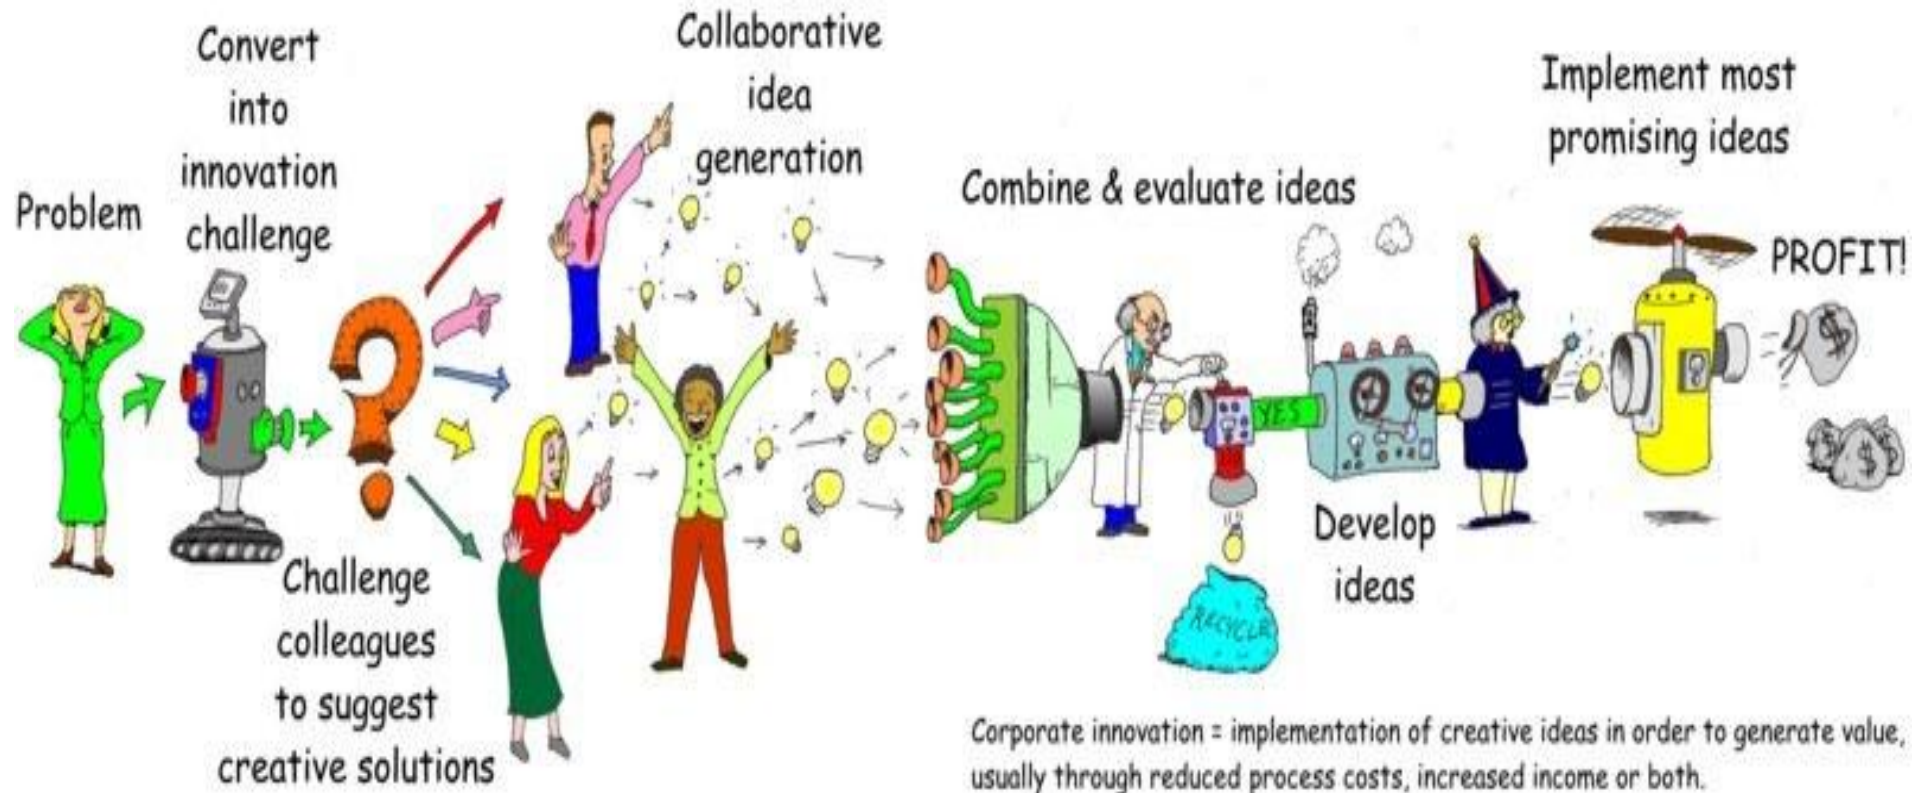 Problem
Convert
into
innovation
challenge
Challenge
colleagues
to suggest
creative solutions
Collaborative
idea
generation
Combine & evaluate ideas
YES
RECYCLE
Develop
ideas
Implement most
promising ideas
PROFIT!
$
$
$
Corporate innovation = implementation of creative ideas in order to generate value,
usually through reduced process costs, increased income or both.